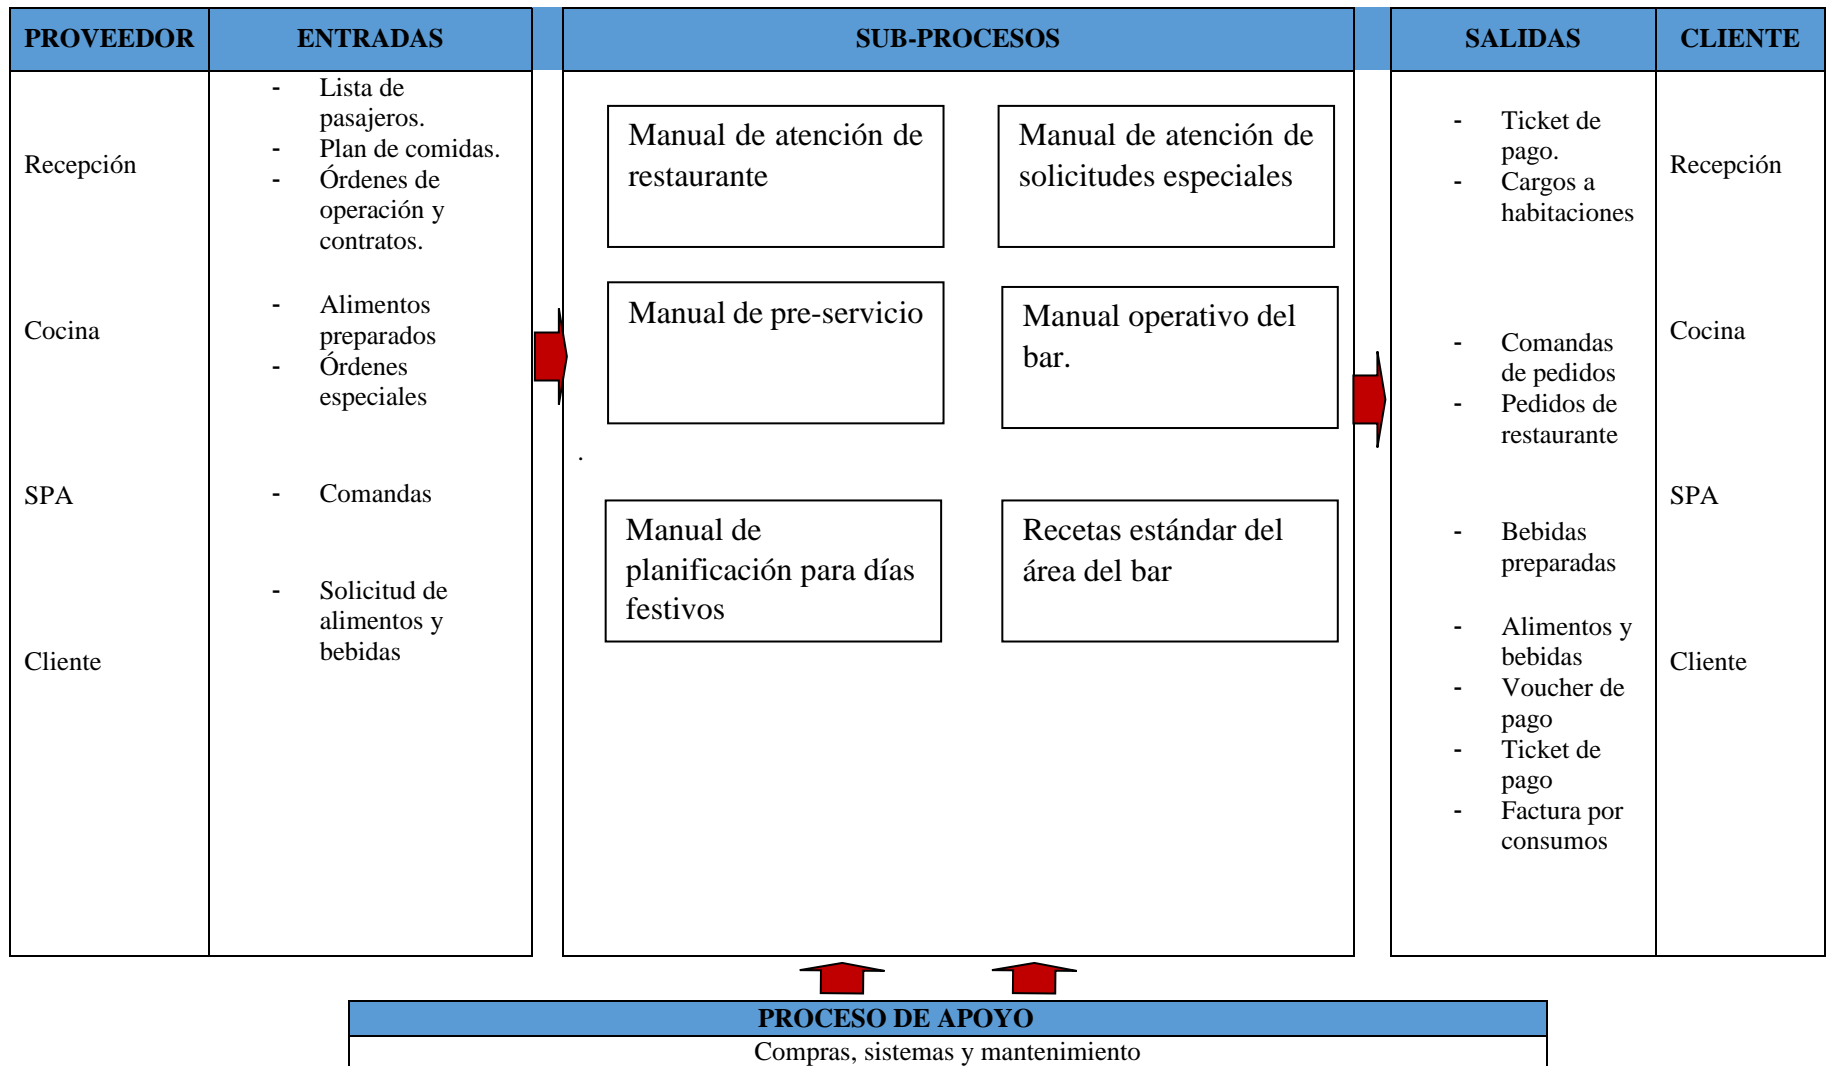 PROVEEDOR
ENTRADAS
SUB-PROCESOS
SALIDAS
CLIENTE
Recepción
Cocina
SPA
Cliente
- Lista de
pasajeros.
- Plan de comidas.
- Órdenes de
operación y
contratos.
- Alimentos
preparados
- Órdenes
especiales
- Comandas
- Solicitud de
alimentos y
bebidas
Manual de atención de
restaurante
Manual de atención de
solicitudes especiales
Manual de pre-servicio
Manual operativo del
bar.
.
Manual de
planificación para días
festivos
Recetas estándar del
área del bar
- Ticket de
pago.
- Cargos a
habitaciones
- Comandas
de pedidos
- Pedidos de
restaurante
- Bebidas
preparadas
- Alimentos y
bebidas
- Voucher de
pago
- Ticket de
pago
- Factura por
consumos
Recepción
Cocina
SPA
Cliente
PROCESO DE APOYO
Compras, sistemas y mantenimiento